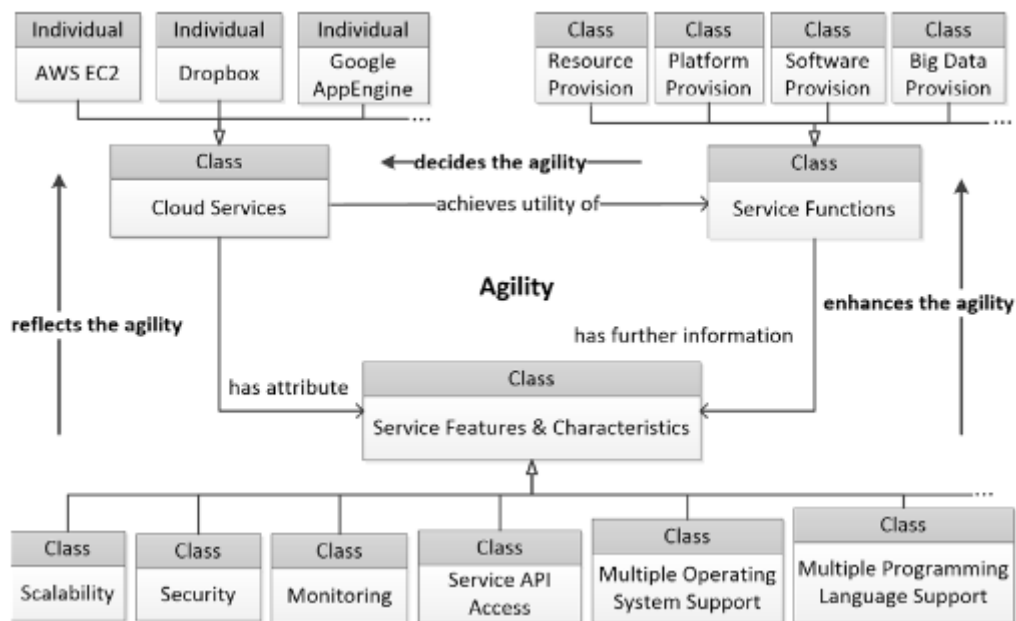 Individual
AWS EC2
Individual
Dropbox
Individual
Google
AppEngine
...
Class
Resource
Provision
Class
Platform
Provision
Class
Software
Provision
Class
Big Data
Provision
...
Class
Cloud Services
decides the agility
achieves utility of
Class
Service Functions
Agility
reflects the agility
enhances the agility
has further information
has attribute
Class
Service Features & Characteristics
...
Class
Scalability
Class
Security
Class
Monitoring
Class
Service API
Access
Class
Multiple Operating
System Support
Class
Multiple Programming
Language Support